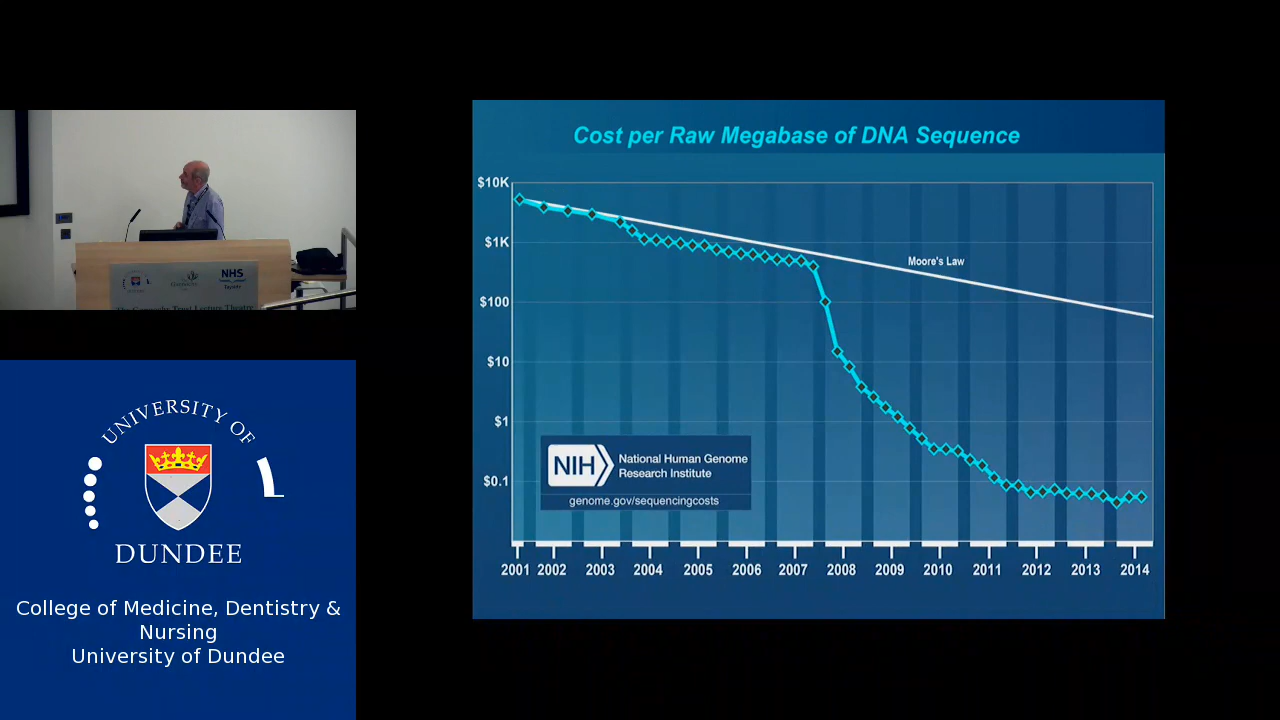 Cost per Raw Megabase of DNA Sequence
$10K
$1K
$100
$10
$1
$0.1
Moore's Law
NIH
National Human Genome
Research Institute
genome.gov/sequencingcosts
2001 2002 2003 2004 2005 2006 2007 2008 2009 2010 2011 2012 2013 2014
NHS
UNIVERSITY OF
DUNDEE
College of Medicine, Dentistry &
Nursing
University of Dundee